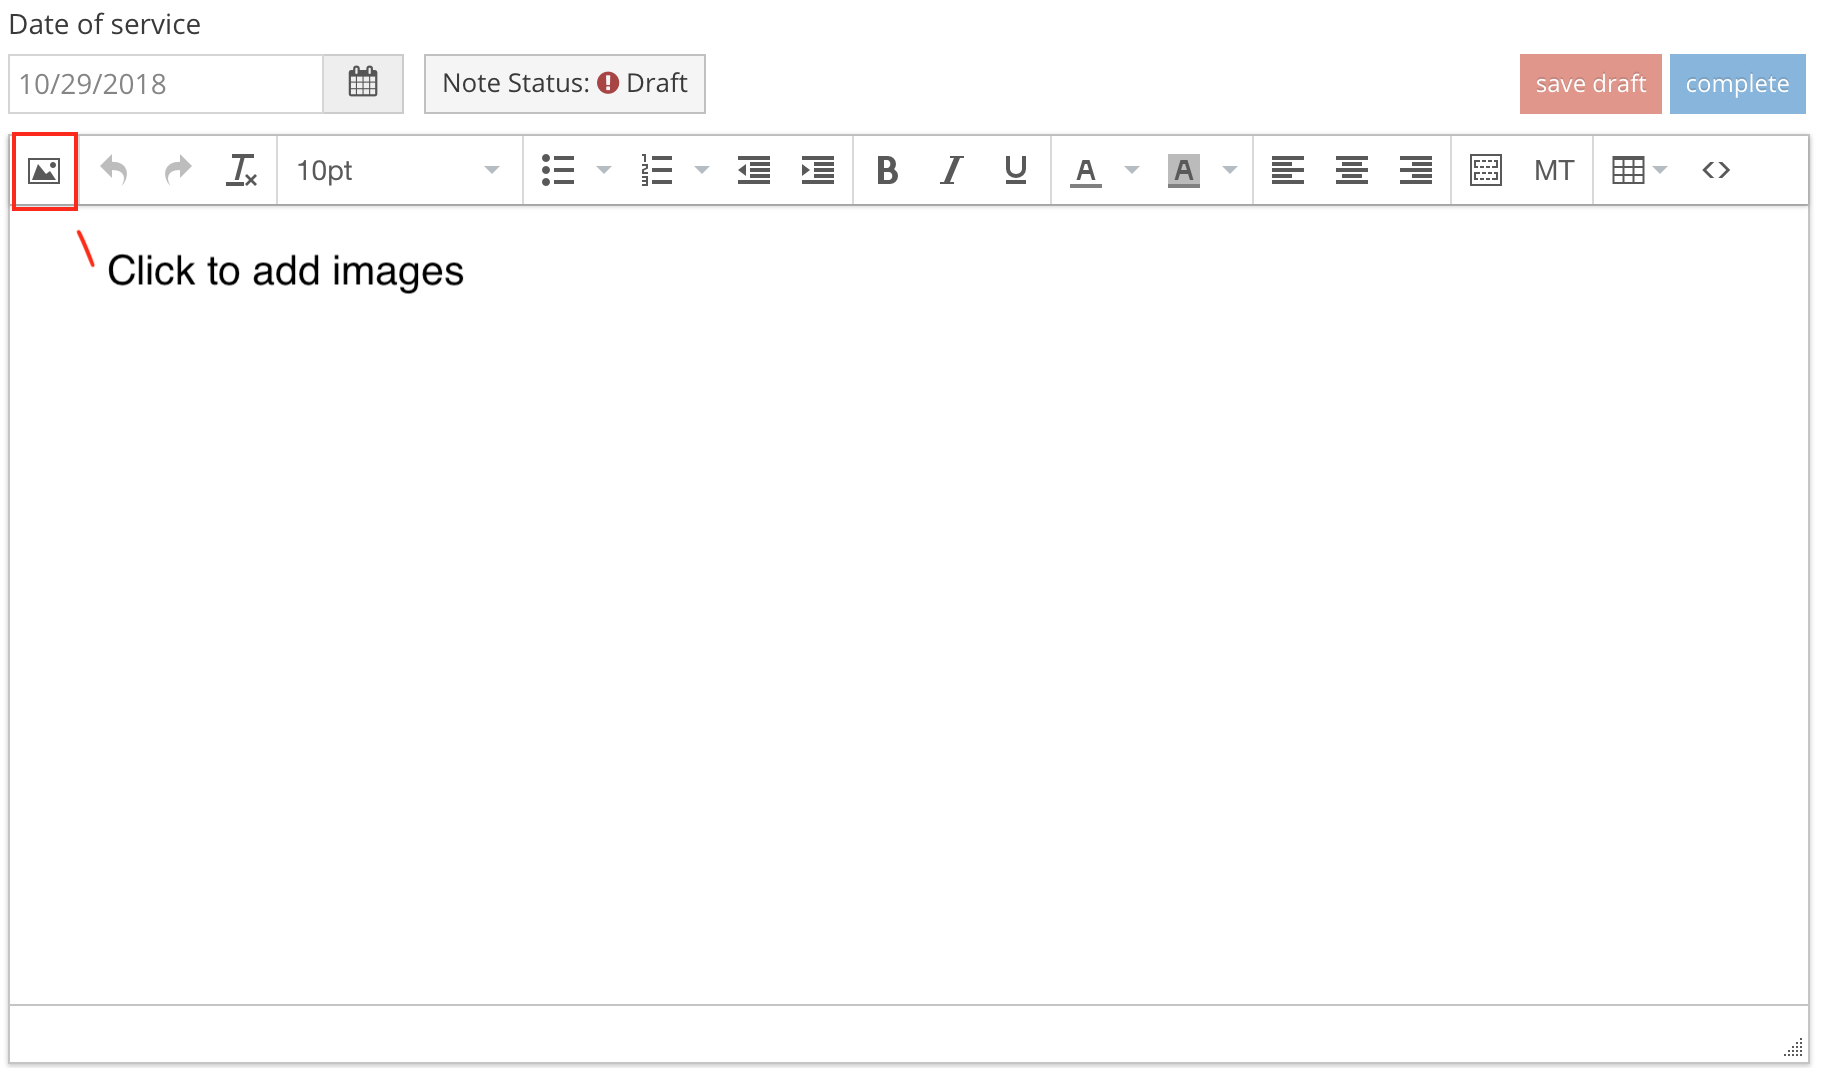 Date of service
10/29/2018
Note Status: Draft
save draft
complete
10pt
MT
Click to add images